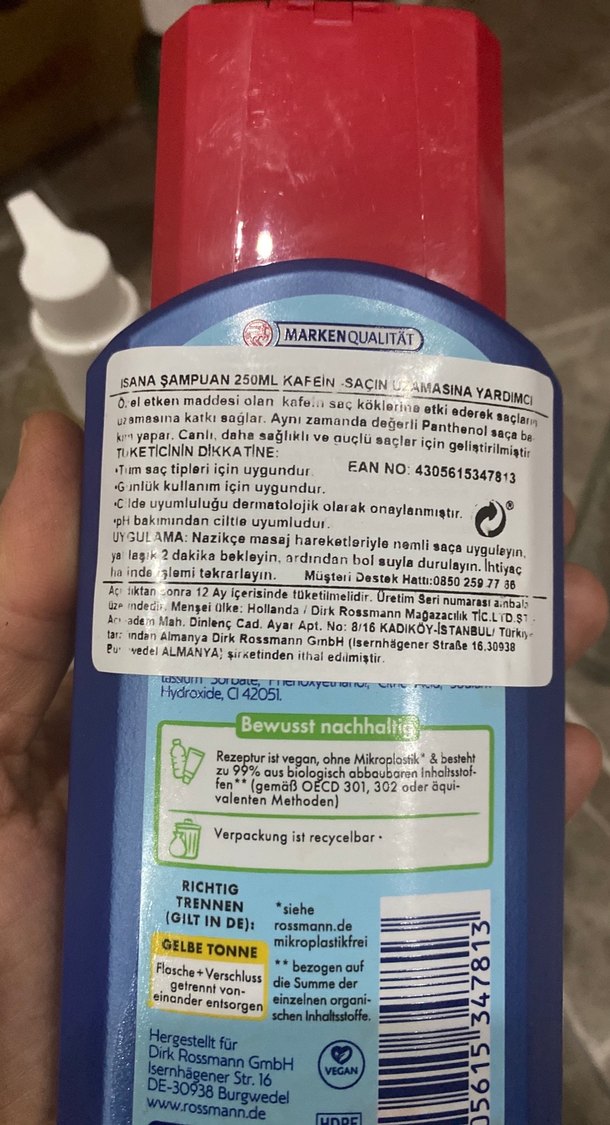 MARKENQUALITÄT
ISANA ŞAMPUAN 250ML KAFEİN -SAÇIN UZAMASINA YARDIMCI
Özel etken maddesi olan kafein saç köklerine etki ederek saçların
uzamasına katkı sağlar. Aynı zamanda değerli Panthenol saça ba-
kım yapar. Canlı, daha sağlıklı ve güçlü saçlar için geliştirilmiştir
TÜKETİCİNİN DİKKATİNE:
•Tüm saç tipleri için uygundur. EAN NO: 4305615347813
•Günlük kullanım için uygundur.
•Cilde uyumluluğu dermatolojik olarak onaylanmıştır.
•pH bakımından ciltle uyumludur.
UYGULAMA: Nazikçe masaj hareketleriyle nemli saça uygulayın,
yaklaşık 2 dakika bekleyin, ardından bol suyla durulayın. İhtiyaç
halinde işlemi tekrarlayın. Müşteri Destek Hattı:0850 259 77 86
Açıldıktan sonra 12 Ay içerisinde tüketilmelidir. Üretim Seri numarası ambalaj
üzerindedir. Menşei ülke: Hollanda / Dirk Rossmann Mağazacılık TİC.LTD.ŞT
Mah. Dinlenç Cad. Ayar Apt. No: 8/16 KADIKÖY-İSTANBUL/ Türkiye
tarafından Almanya Dirk Rossmann GmbH (Isernhägener Straße 16,30938
Burgwedel ALMANYA) şirketinden ithal edilmiştir.
tassium Sorbate, Phenoxyethanol, Citric Acid, Sodium
Hydroxide, CI 42051.
Bewusst nachhaltig
Rezeptur ist vegan, ohne Mikroplastik* & besteht
zu 99% aus biologisch abbaubaren Inhaltsstof-
fen** (gemäß OECD 301, 302 oder äqui-
valenten Methoden)
Verpackung ist recycelbar •
RICHTIG
TRENNEN
(GILT IN DE):
GELBE TONNE
Flasche + Verschluss
getrennt von-
einander entsorgen
*siehe
rossmann.de
mikroplastikfrei
** bezogen auf
die Summe der
einzelnen organi-
schen Inhaltsstoffe.
Hergestellt für
Dirk Rossmann GmbH
Isernhägener Str. 16
DE-30938 Burgwedel
www.rossmann.de
VEGAN
HDPE
05615 347813